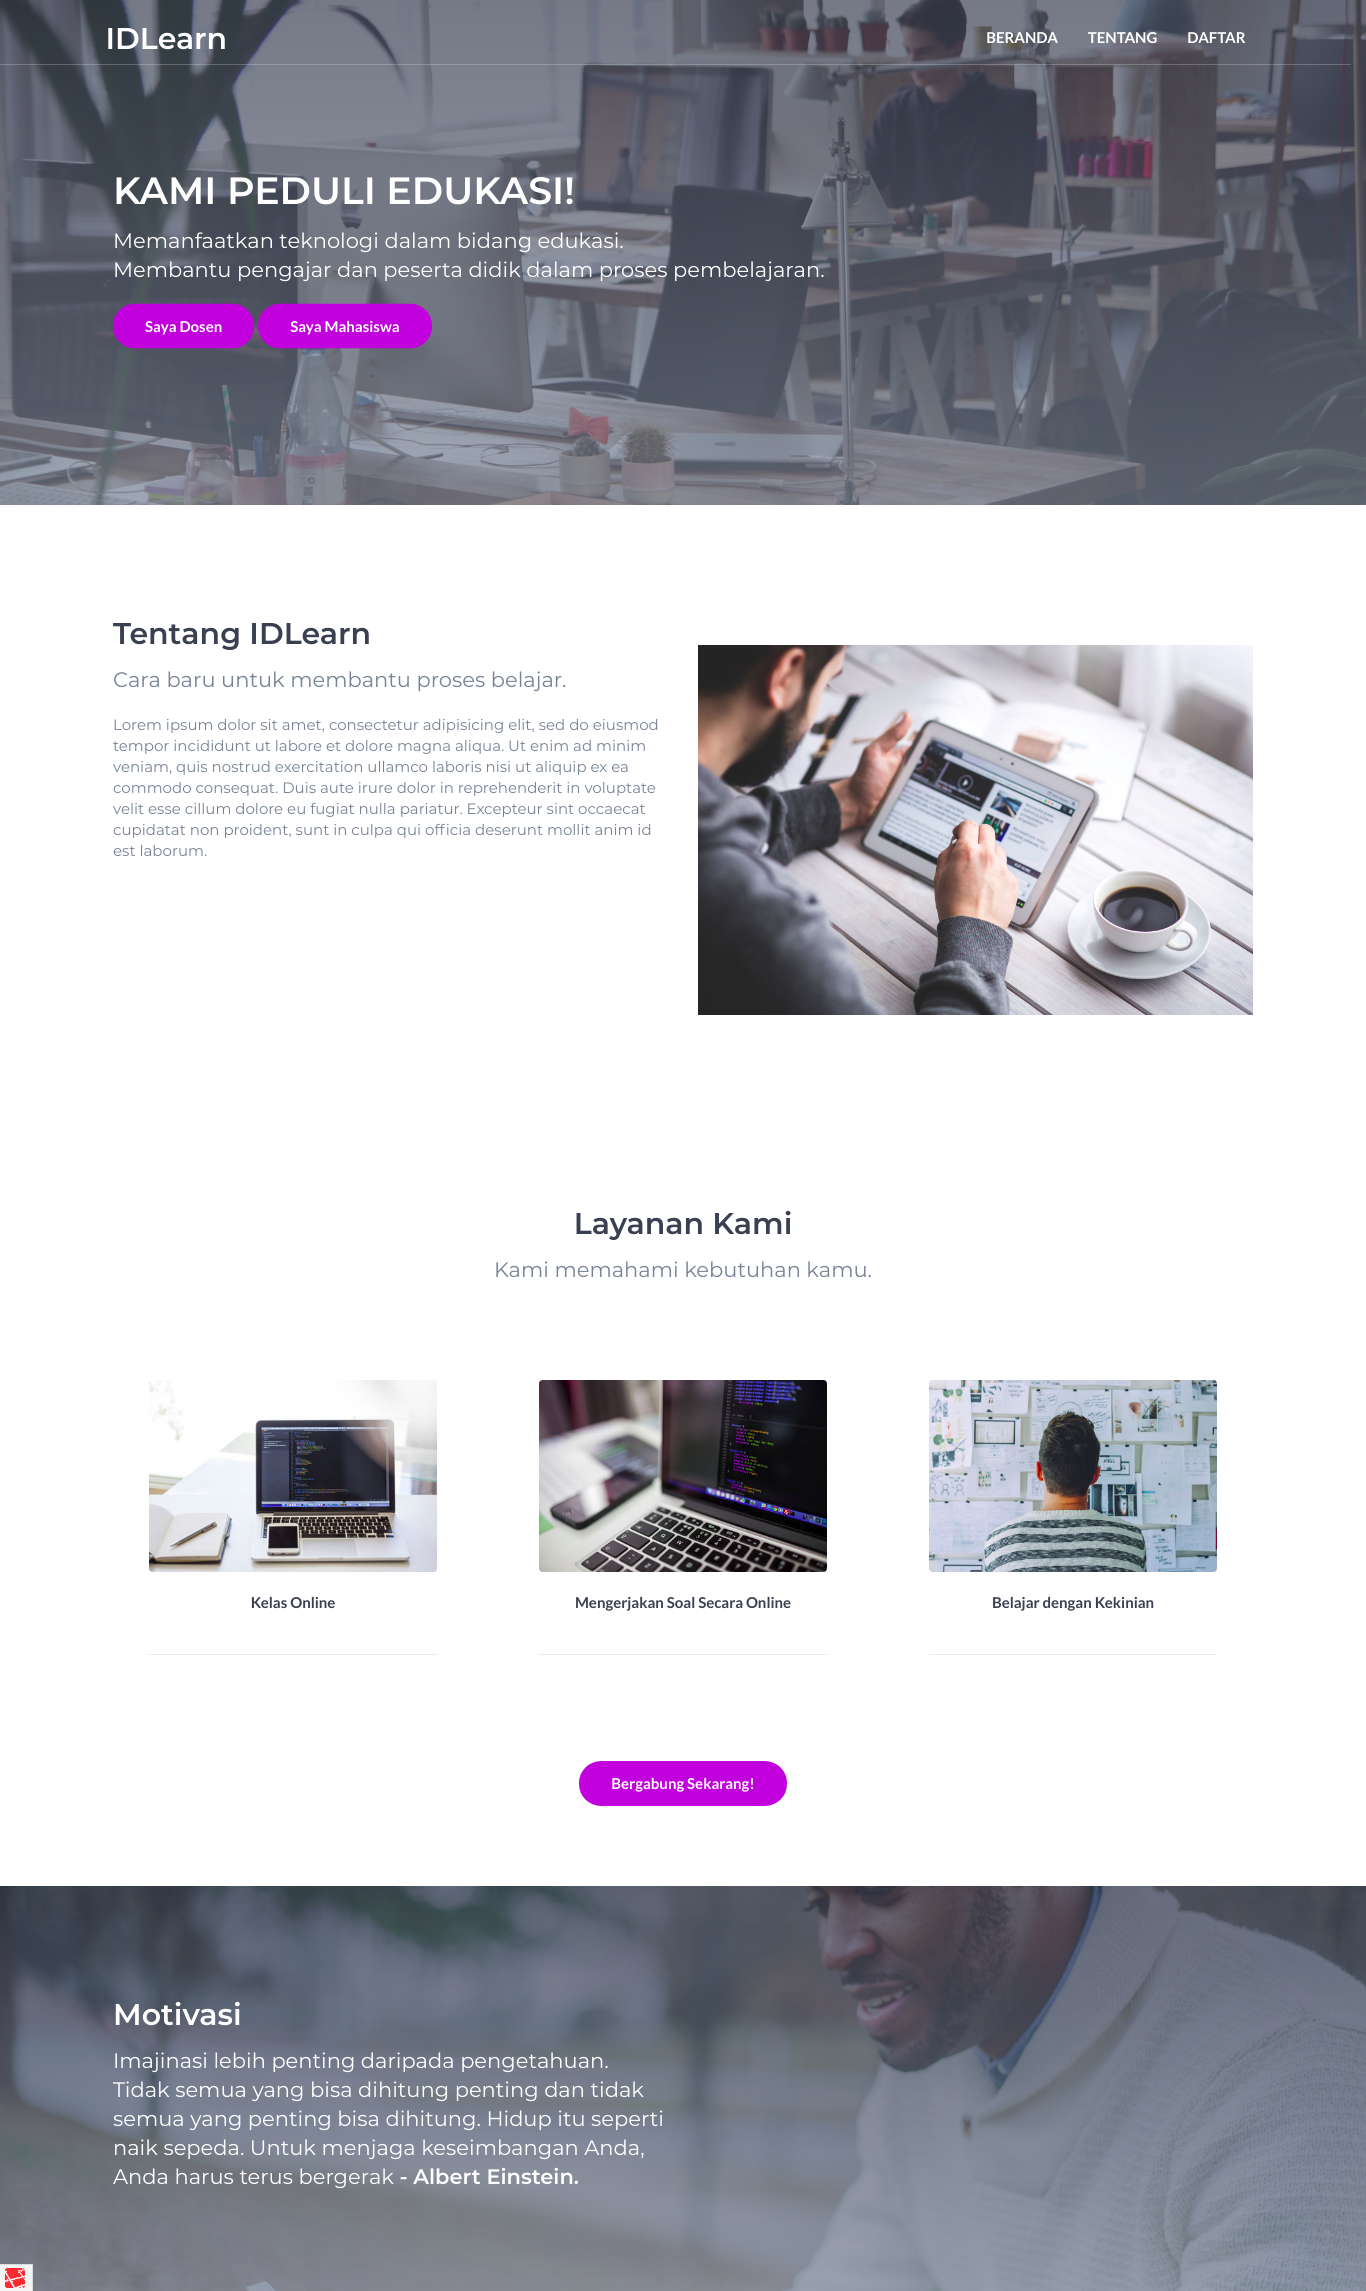 IDLearn
BERANDA TENTANG DAFTAR
KAMI PEDULI EDUKASI!
Memanfaatkan teknologi dalam bidang edukasi.
Membantu pengajar dan peserta didik dalam proses pembelajaran.
Saya Dosen Saya Mahasiswa
Tentang IDLearn
Cara baru untuk membantu proses belajar.
Lorem ipsum dolor sit amet, consectetur adipisicing elit, sed do eiusmod
tempor incididunt ut labore et dolore magna aliqua. Ut enim ad minim
veniam, quis nostrud exercitation ullamco laboris nisi ut aliquip ex ea
commodo consequat. Duis aute irure dolor in reprehenderit in voluptate
velit esse cillum dolore eu fugiat nulla pariatur. Excepteur sint occaecat
cupidatat non proident, sunt in culpa qui officia deserunt mollit anim id
est laborum.
Layanan Kami
Kami memahami kebutuhan kamu.
Kelas Online
Mengerjakan Soal Secara Online
Belajar dengan Kekinian
Bergabung Sekarang!
Motivasi
Imajinasi lebih penting daripada pengetahuan.
Tidak semua yang bisa dihitung penting dan tidak
semua yang penting bisa dihitung. Hidup itu seperti
naik sepeda. Untuk menjaga keseimbangan Anda,
Anda harus terus bergerak - Albert Einstein.